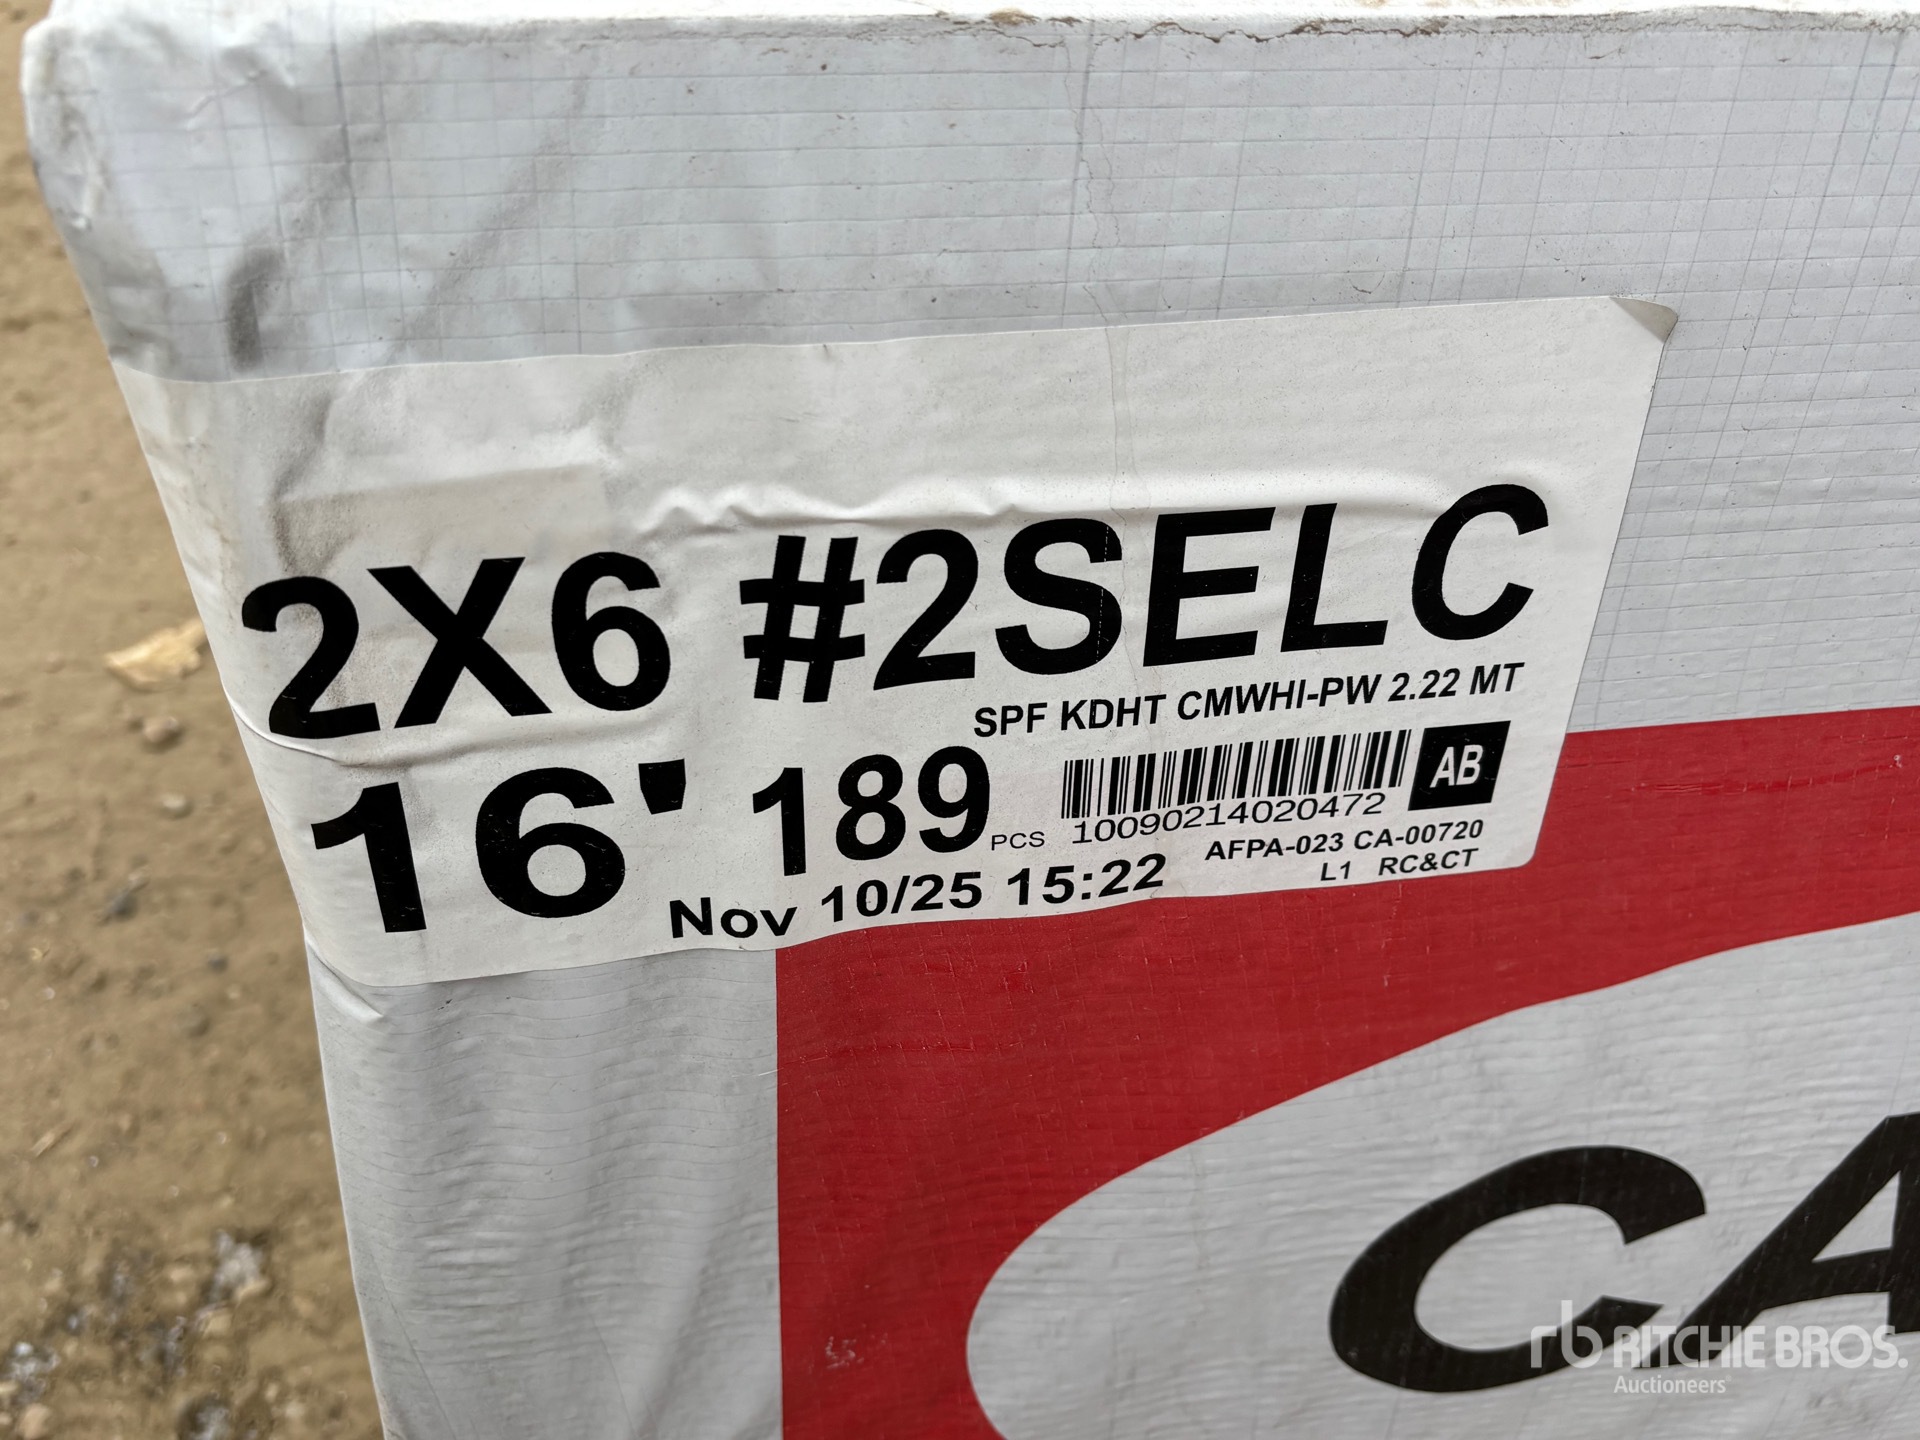 2X6 #2SELC
SPF KDHT CMWHI-PW 2.22 MT
16' 189 PCS
10090214020472
AB
AFPA-023 CA-00720
L1 RC&CT
Nov 10/25 15:22
CA
rb RITCHIE BROS.
Auctioneers